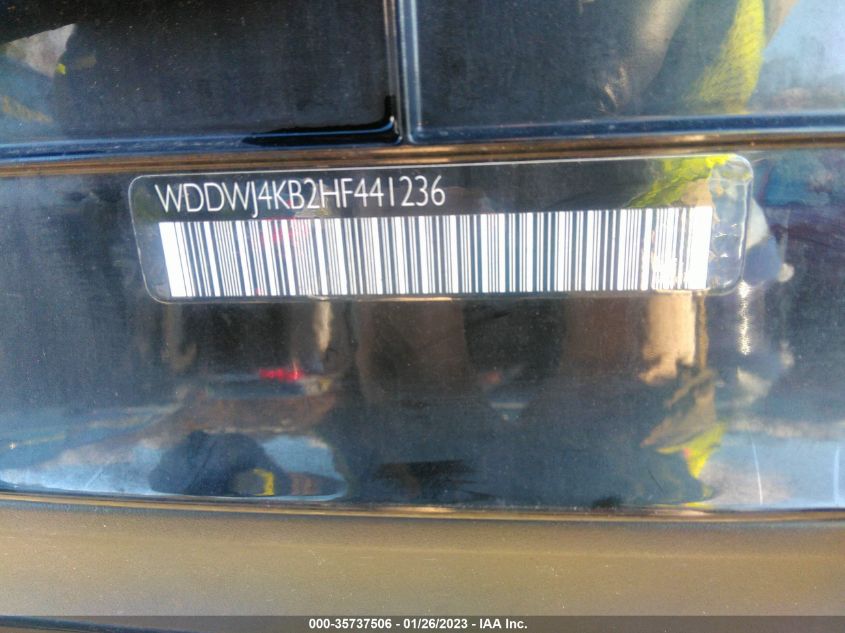 WDDWJ4KB2HF441236
000-35737506 - 01/26/2023 - IAA Inc.